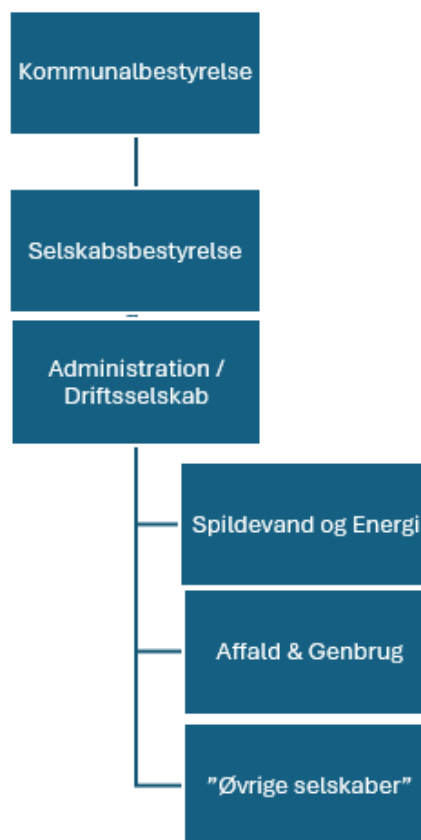 Kommunalbestyrelse
Selskabsbestyrelse
Administration /
Driftsselskab
Spildevand og Energi
Affald & Genbrug
”Øvrige selskaber”